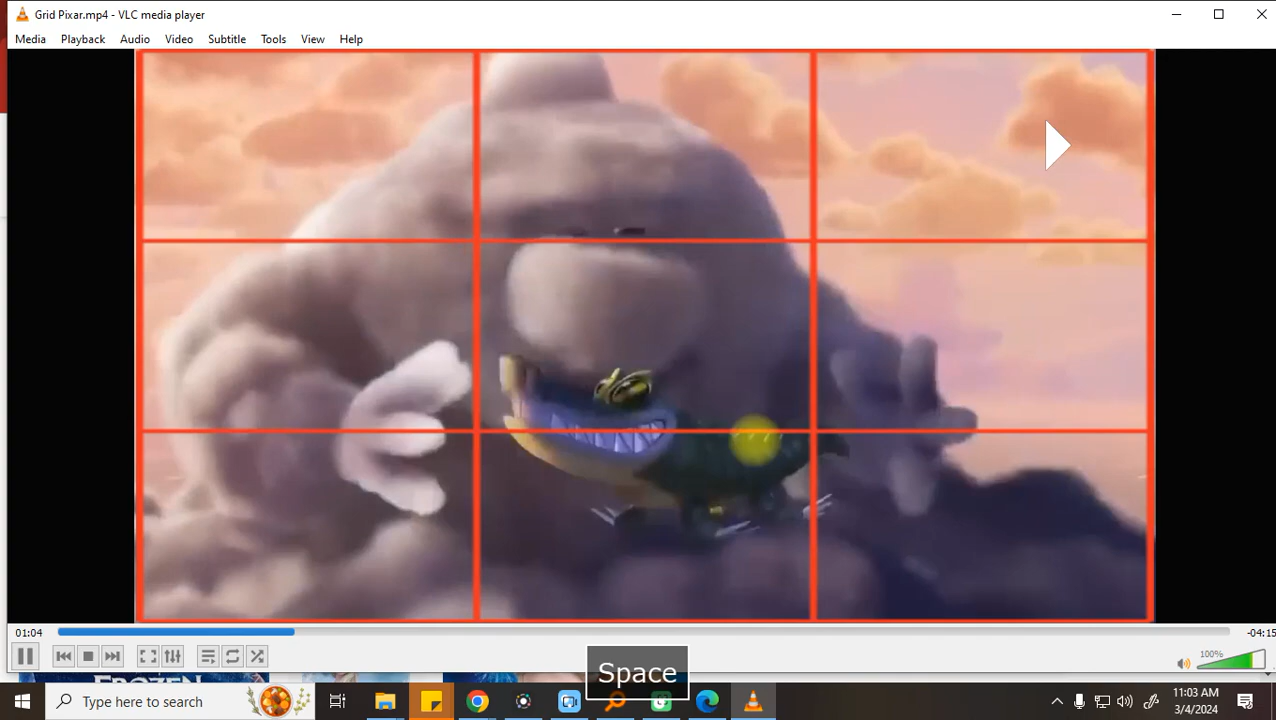 Grid Pixar.mp4 - VLC media player
Media Playback Audio Video Subtitle Tools View Help
01:04
-04:15
100%
Space
FROZEN
Type here to search
11:03 AM
3/4/2024